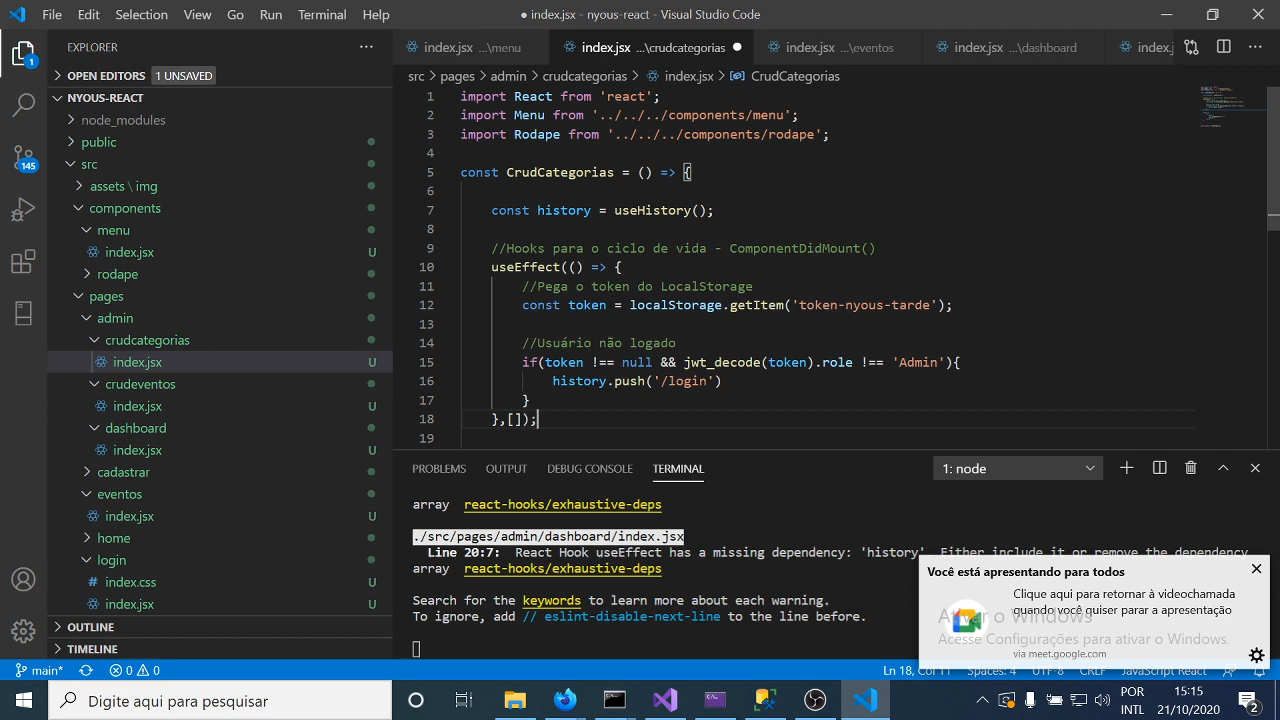 File Edit Selection View Go Run Terminal Help
● index.jsx - nyous-react - Visual Studio Code
EXPLORER
OPEN EDITORS 1 UNSAVED
NYOUS-REACT
node_modules
public
src
assets \ img
components
menu
index.jsx U
rodape
pages
admin
crudcategorias
index.jsx U
crudeventos
index.jsx U
dashboard
index.jsx U
cadastrar
eventos
index.jsx U
home
login
index.css U
index.jsx U
OUTLINE
TIMELINE
1
145
index.jsx ...\menu index.jsx ...\crudcategorias index.jsx ...\eventos index.jsx ...\dashboard index.j
src > pages > admin > crudcategorias > index.jsx > CrudCategorias
1 import React from 'react';
2 import Menu from '../../../components/menu';
3 import Rodape from '../../../components/rodape';
4
5 const CrudCategorias = () => {
6
7 const history = useHistory();
8
9 //Hooks para o ciclo de vida - ComponentDidMount()
10 useEffect(() => {
11 //Pega o token do LocalStorage
12 const token = localStorage.getItem('token-nyous-tarde');
13
14 //Usuário não logado
15 if(token !== null && jwt_decode(token).role !== 'Admin'){
16 history.push('/login')
17 }
18 },[]);
19
PROBLEMS OUTPUT DEBUG CONSOLE TERMINAL 1: node
array react-hooks/exhaustive-deps
./src/pages/admin/dashboard/index.jsx
Line 20:7: React Hook useEffect has a missing dependency: 'history'. Either include it or remove the dependency
array react-hooks/exhaustive-deps
Search for the keywords to learn more about each warning.
To ignore, add // eslint-disable-next-line to the line before.
Você está apresentando para todos
Clique aqui para retornar à videochamada
quando você quiser parar a apresentação
via meet.google.com
Ativar o Windows
Acesse Configurações para ativar o Windows.
main* 0 0 Ln 18, Col 11 Spaces: 4 UTF-8 CRLF JavaScript React
Digite aqui para pesquisar
POR
INTL
15:15
21/10/2020
2